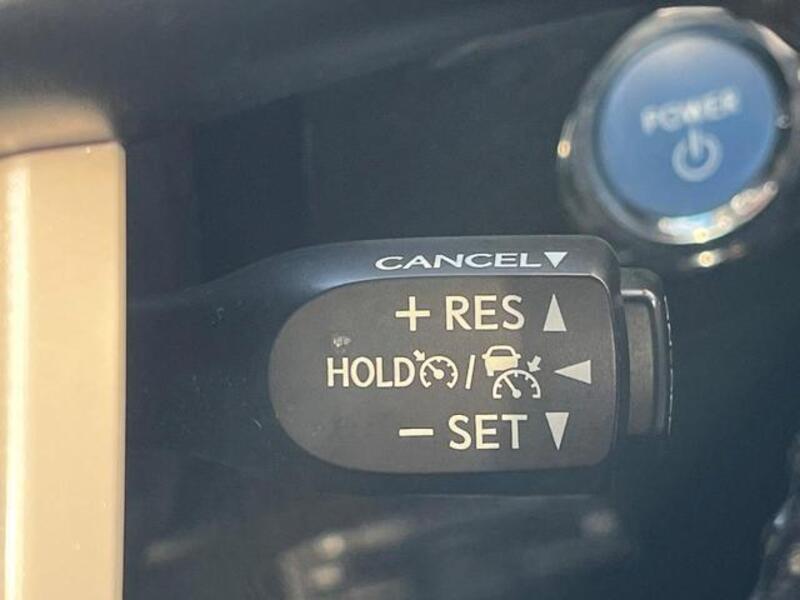 POWER
CANCEL▼
+ RES ▲
HOLD / ◀
- SET ▼